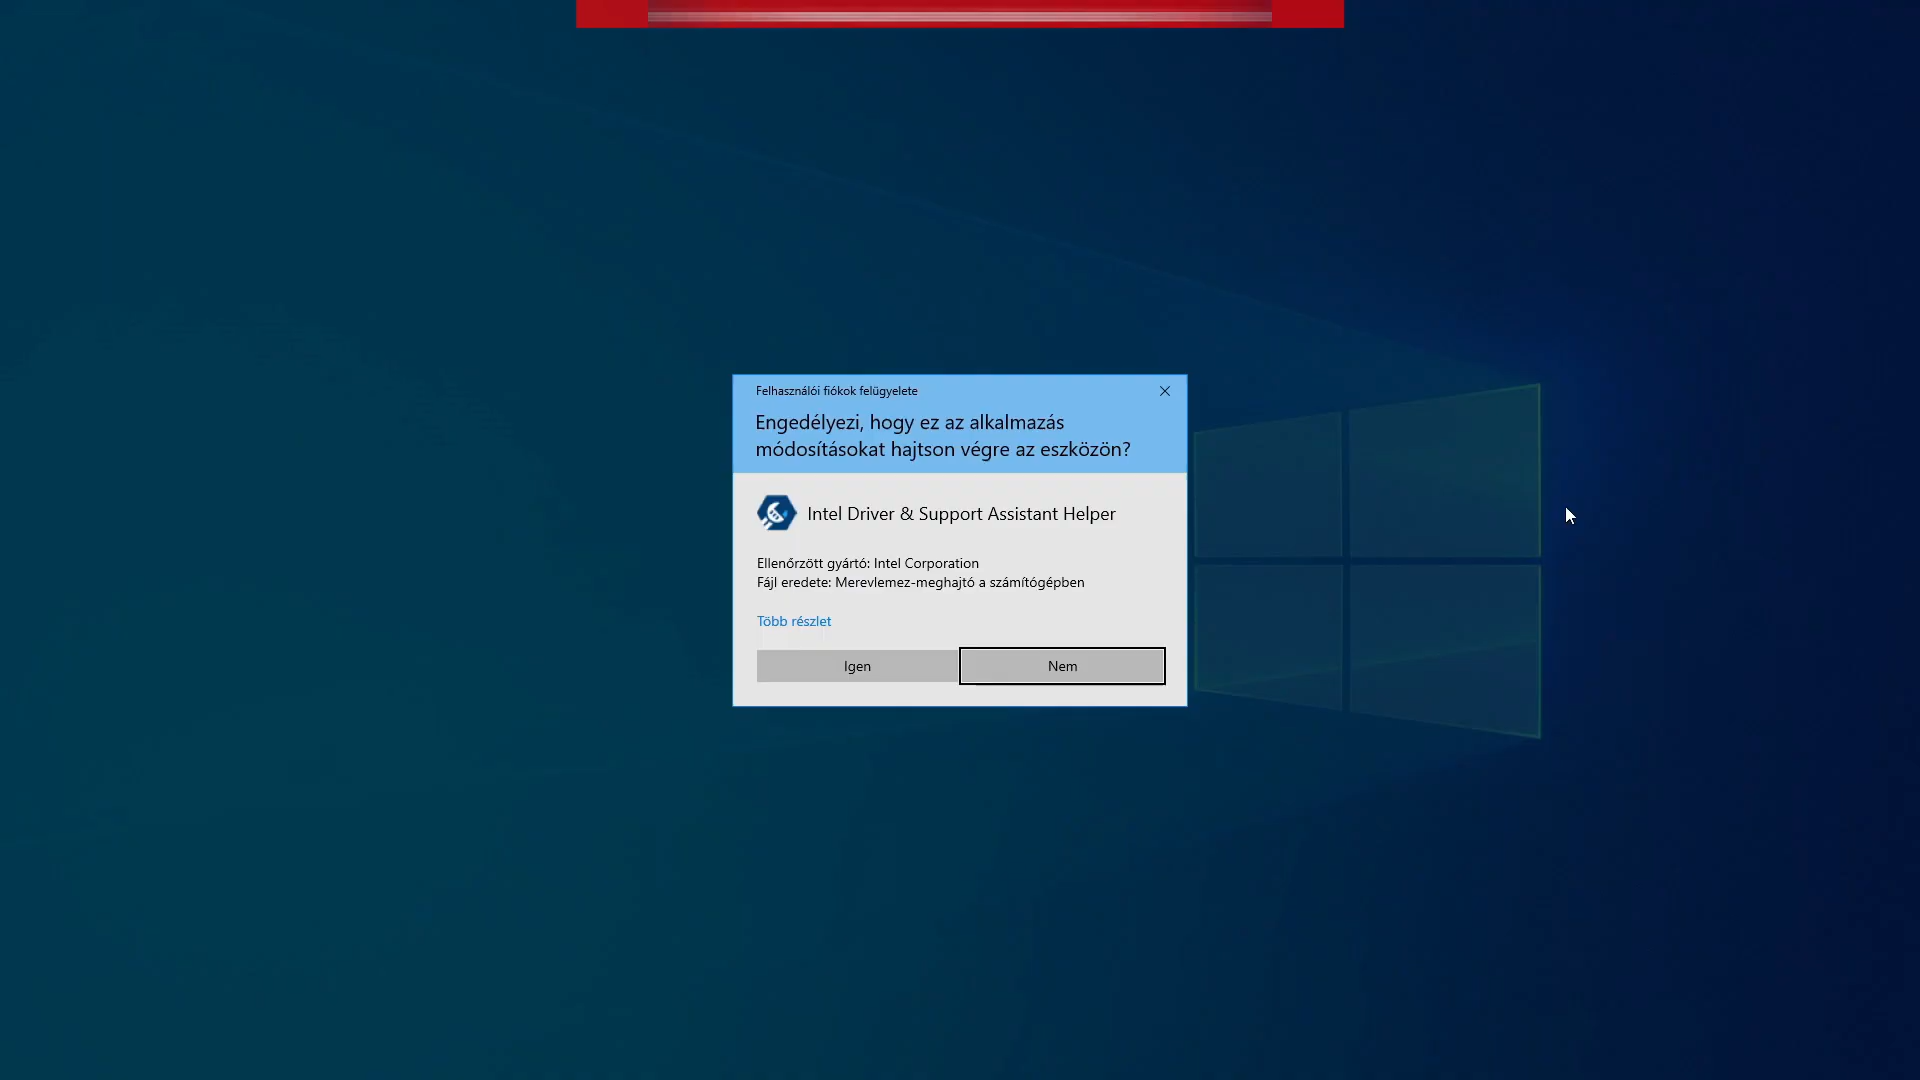 Felhasználói fiókok felügyelete
Engedélyezi, hogy ez az alkalmazás
módosításokat hajtson végre az eszközön?
Intel Driver & Support Assistant Helper
Ellenőrzött gyártó: Intel Corporation
Fájl eredete: Merevlemez-meghajtó a számítógépben
Több részlet
Igen
Nem